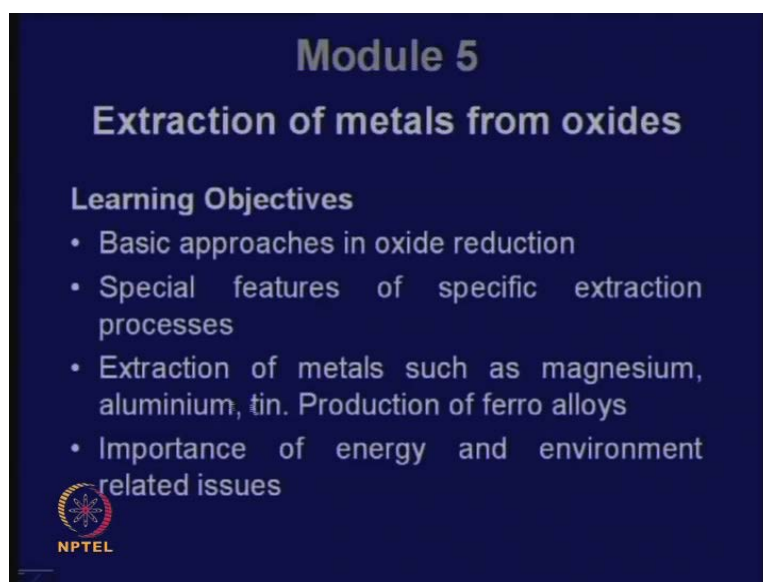 Module 5
Extraction of metals from oxides
Learning Objectives
• Basic approaches in oxide reduction
• Special features of specific extraction
processes
• Extraction of metals such as magnesium,
aluminium, tin. Production of ferro alloys
• Importance of energy and environment
related issues
NPTEL